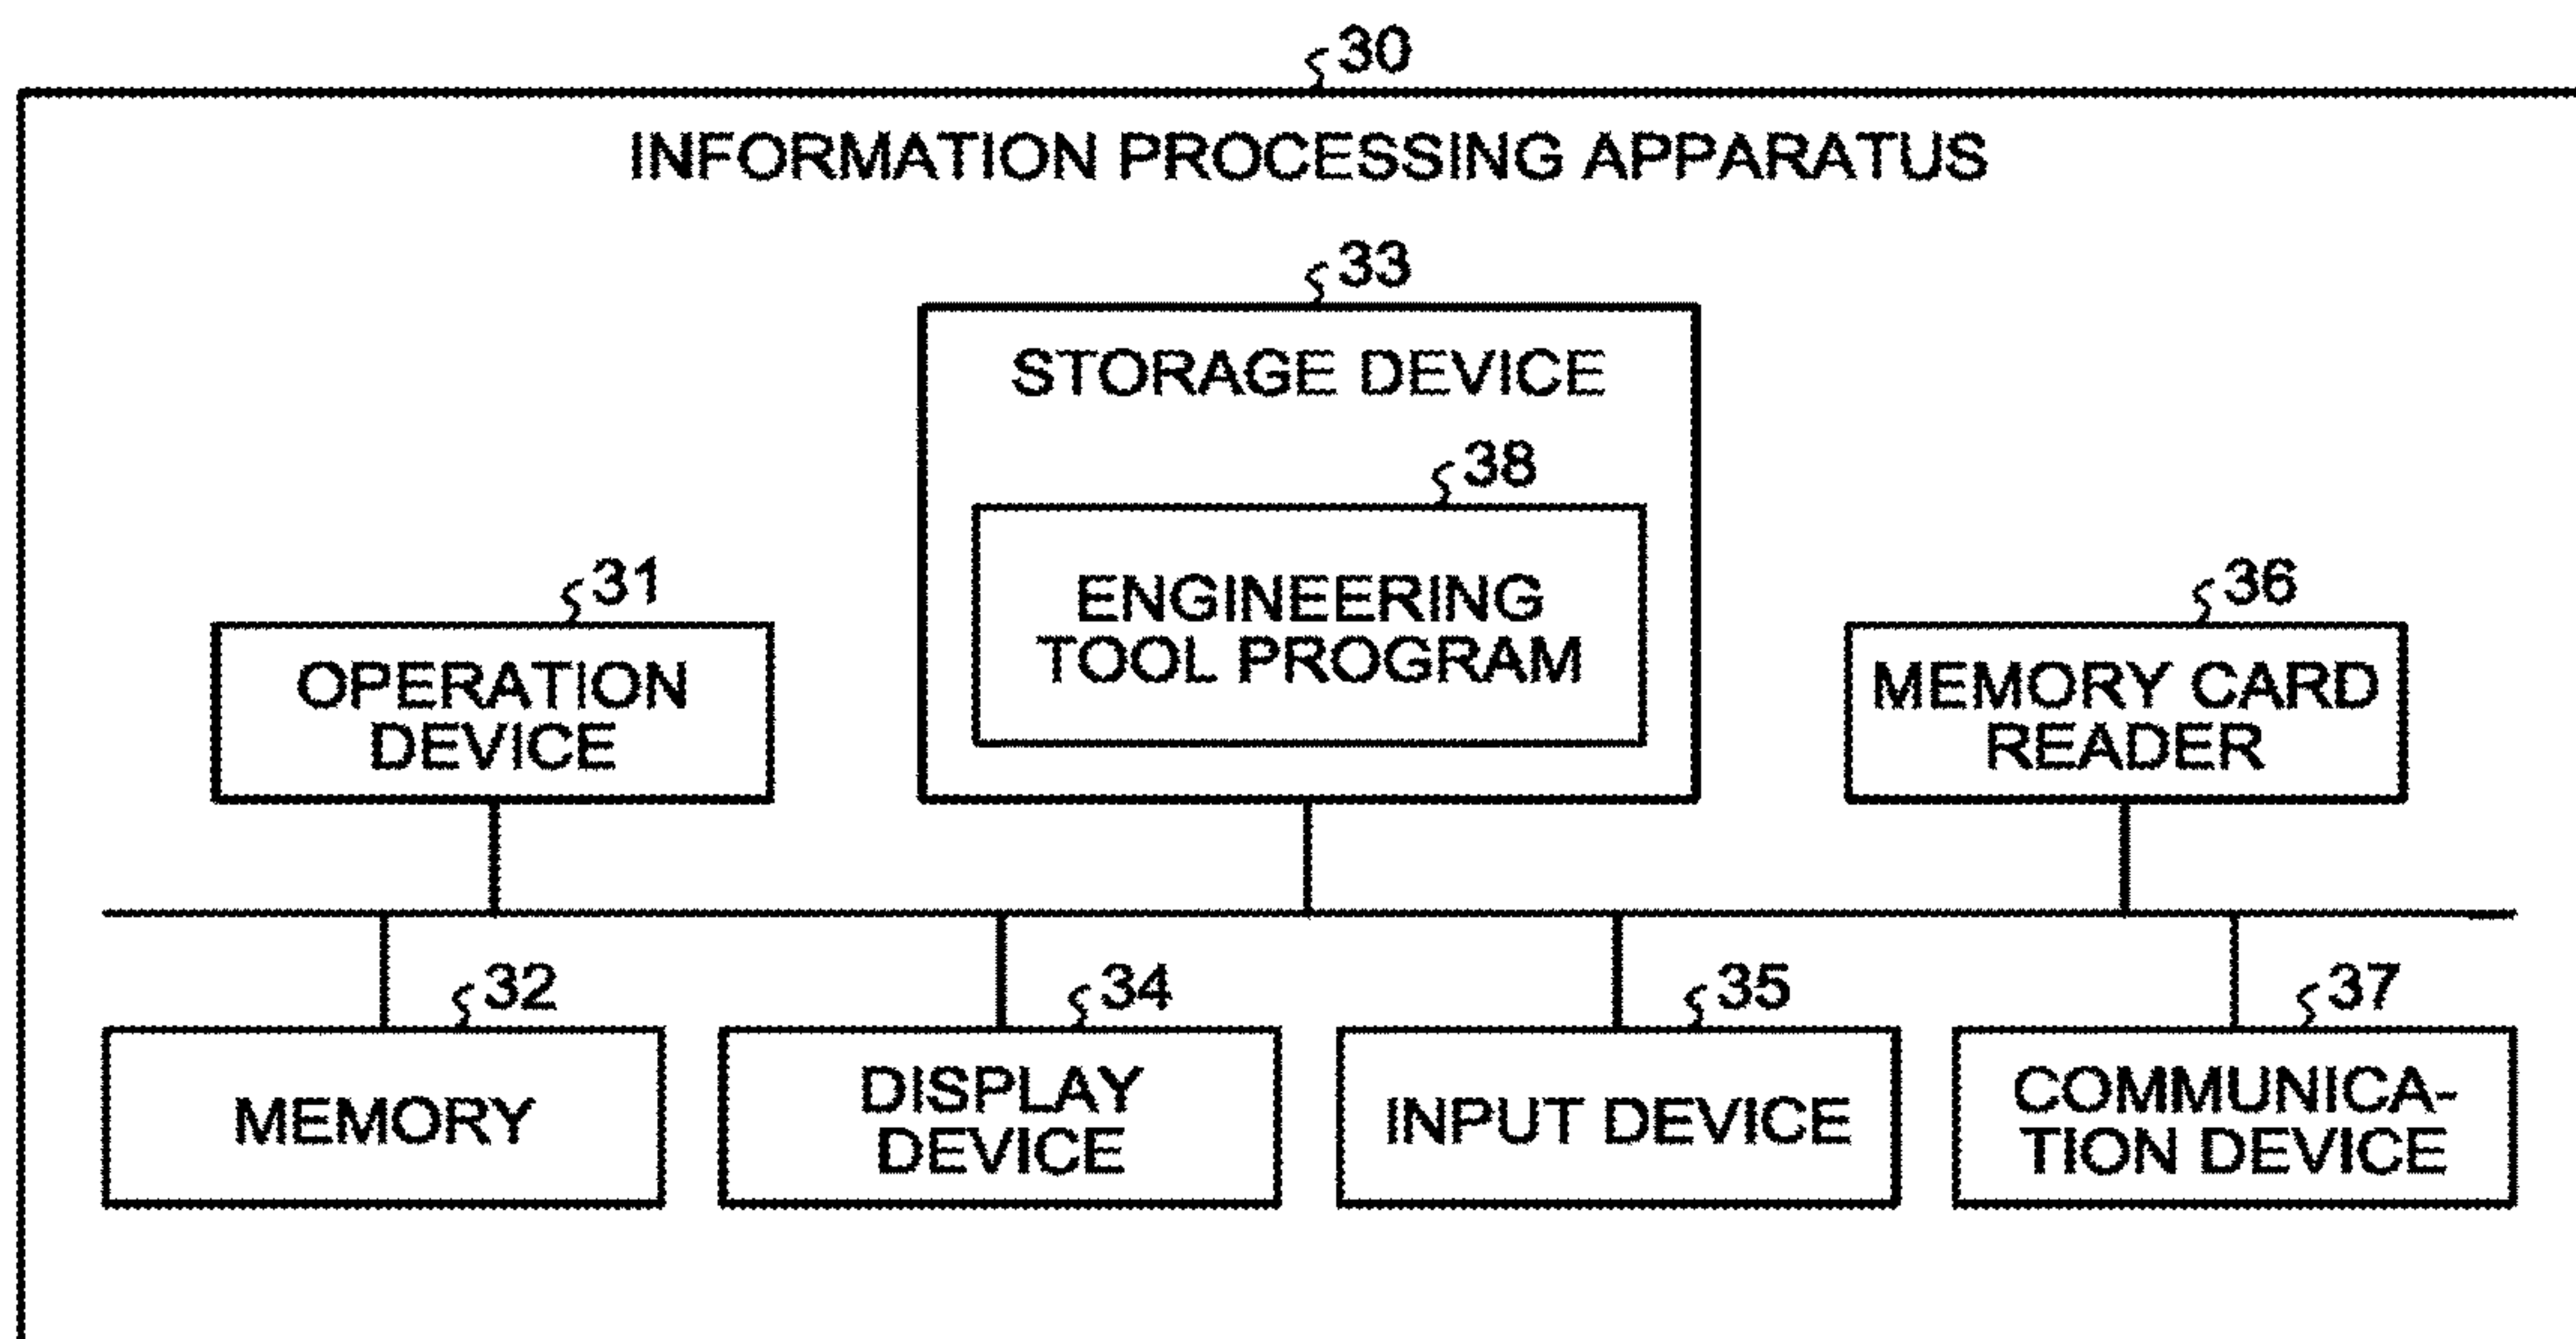 30
INFORMATION PROCESSING APPARATUS
33
STORAGE DEVICE
38
ENGINEERING
TOOL PROGRAM
31
OPERATION
DEVICE
36
MEMORY CARD
READER
32
MEMORY
34
DISPLAY
DEVICE
35
INPUT DEVICE
37
COMMUNICA-
TION DEVICE